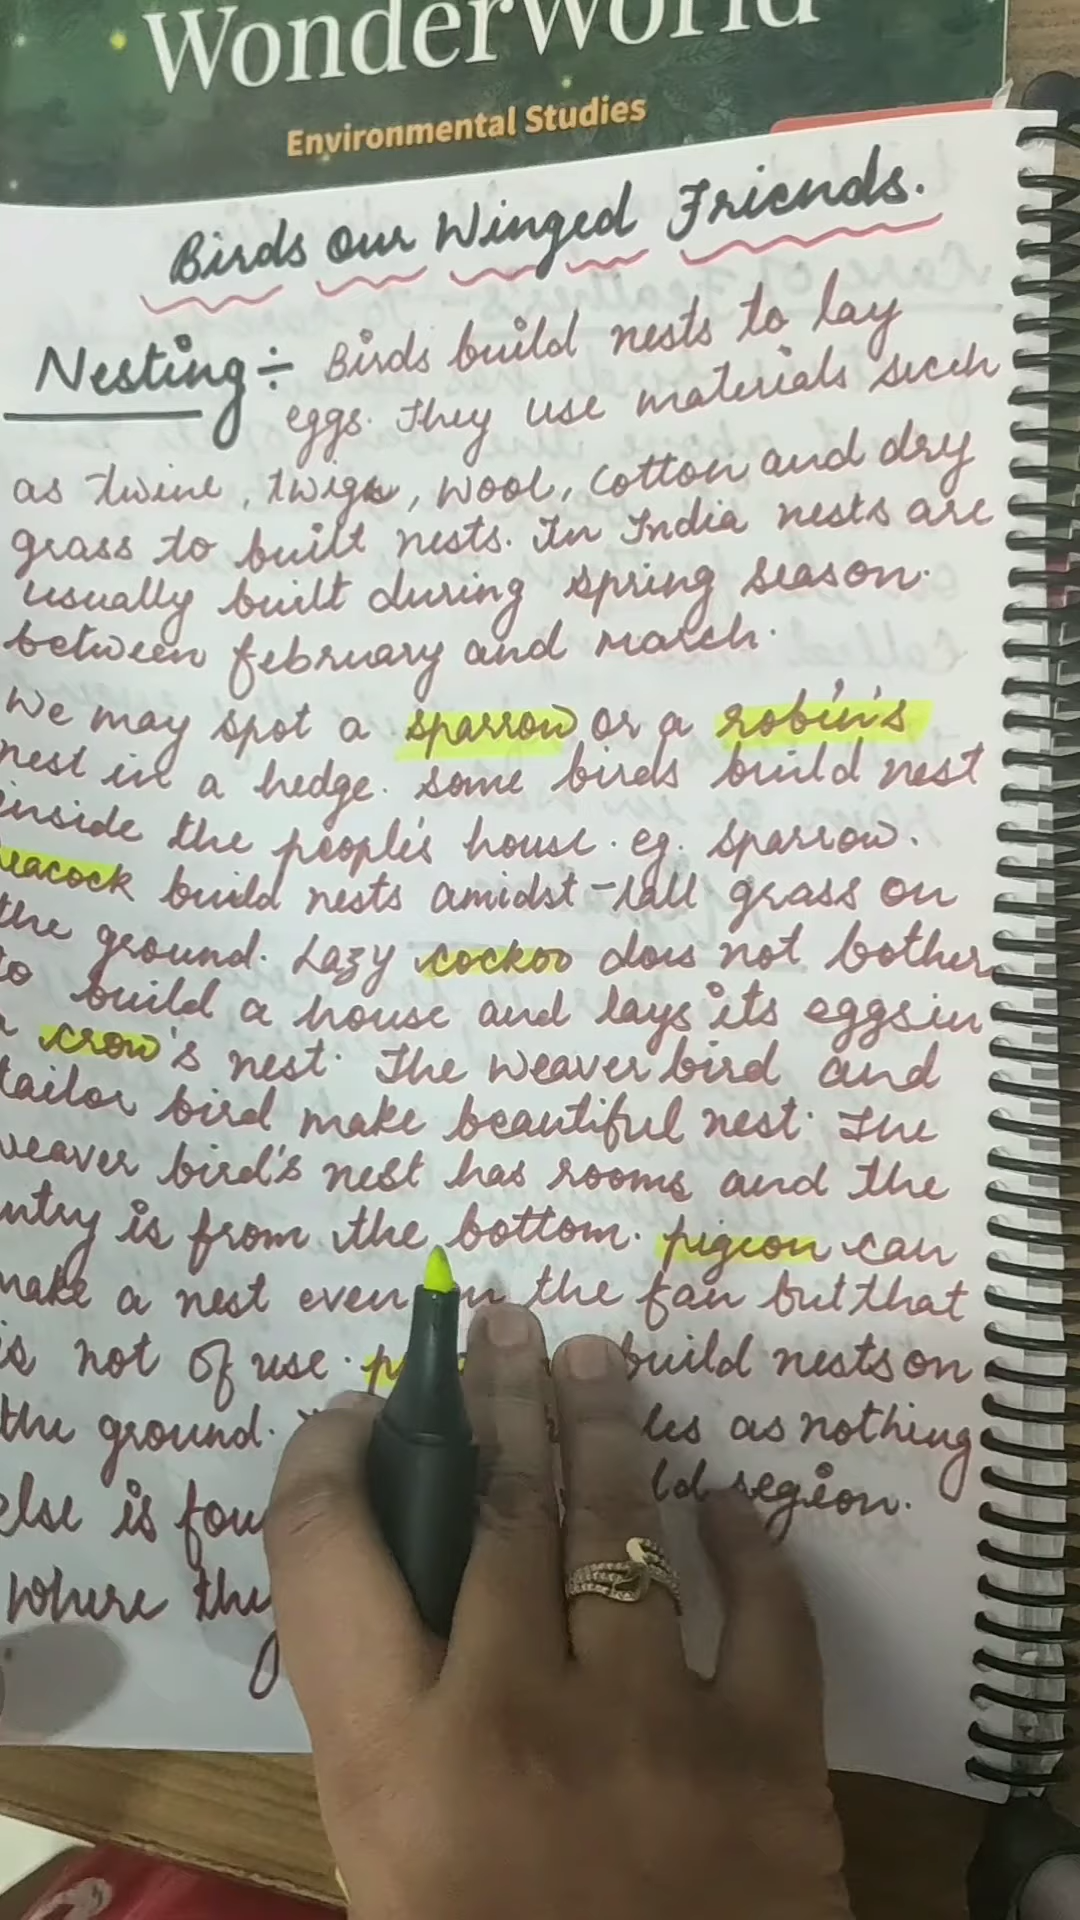 WonderWorld
Environmental Studies
Birds Our Winged Friends.
Nesting ÷ Birds build nests to lay
eggs. They use materials such
as twine, twigs, wool, cotton and dry
grass to built nests. In India nests are
usually built during spring season.
between february and march.
We may spot a sparrow or a robin's
nest in a hedge. some birds build nest
inside the people's house. eg. sparrow.
eacock build nests amidst tall grass on
the ground. Lazy cockoo does not bother
to build a house and lays its eggs in
crow's nest. The weaver bird and
tailor bird make beautiful nest. The
weaver bird's nest has rooms and the
ntry is from the bottom. pigeon can
make a nest even on the fan but that
is not of use. build nests on
the ground. as nothing
else is
where they region.